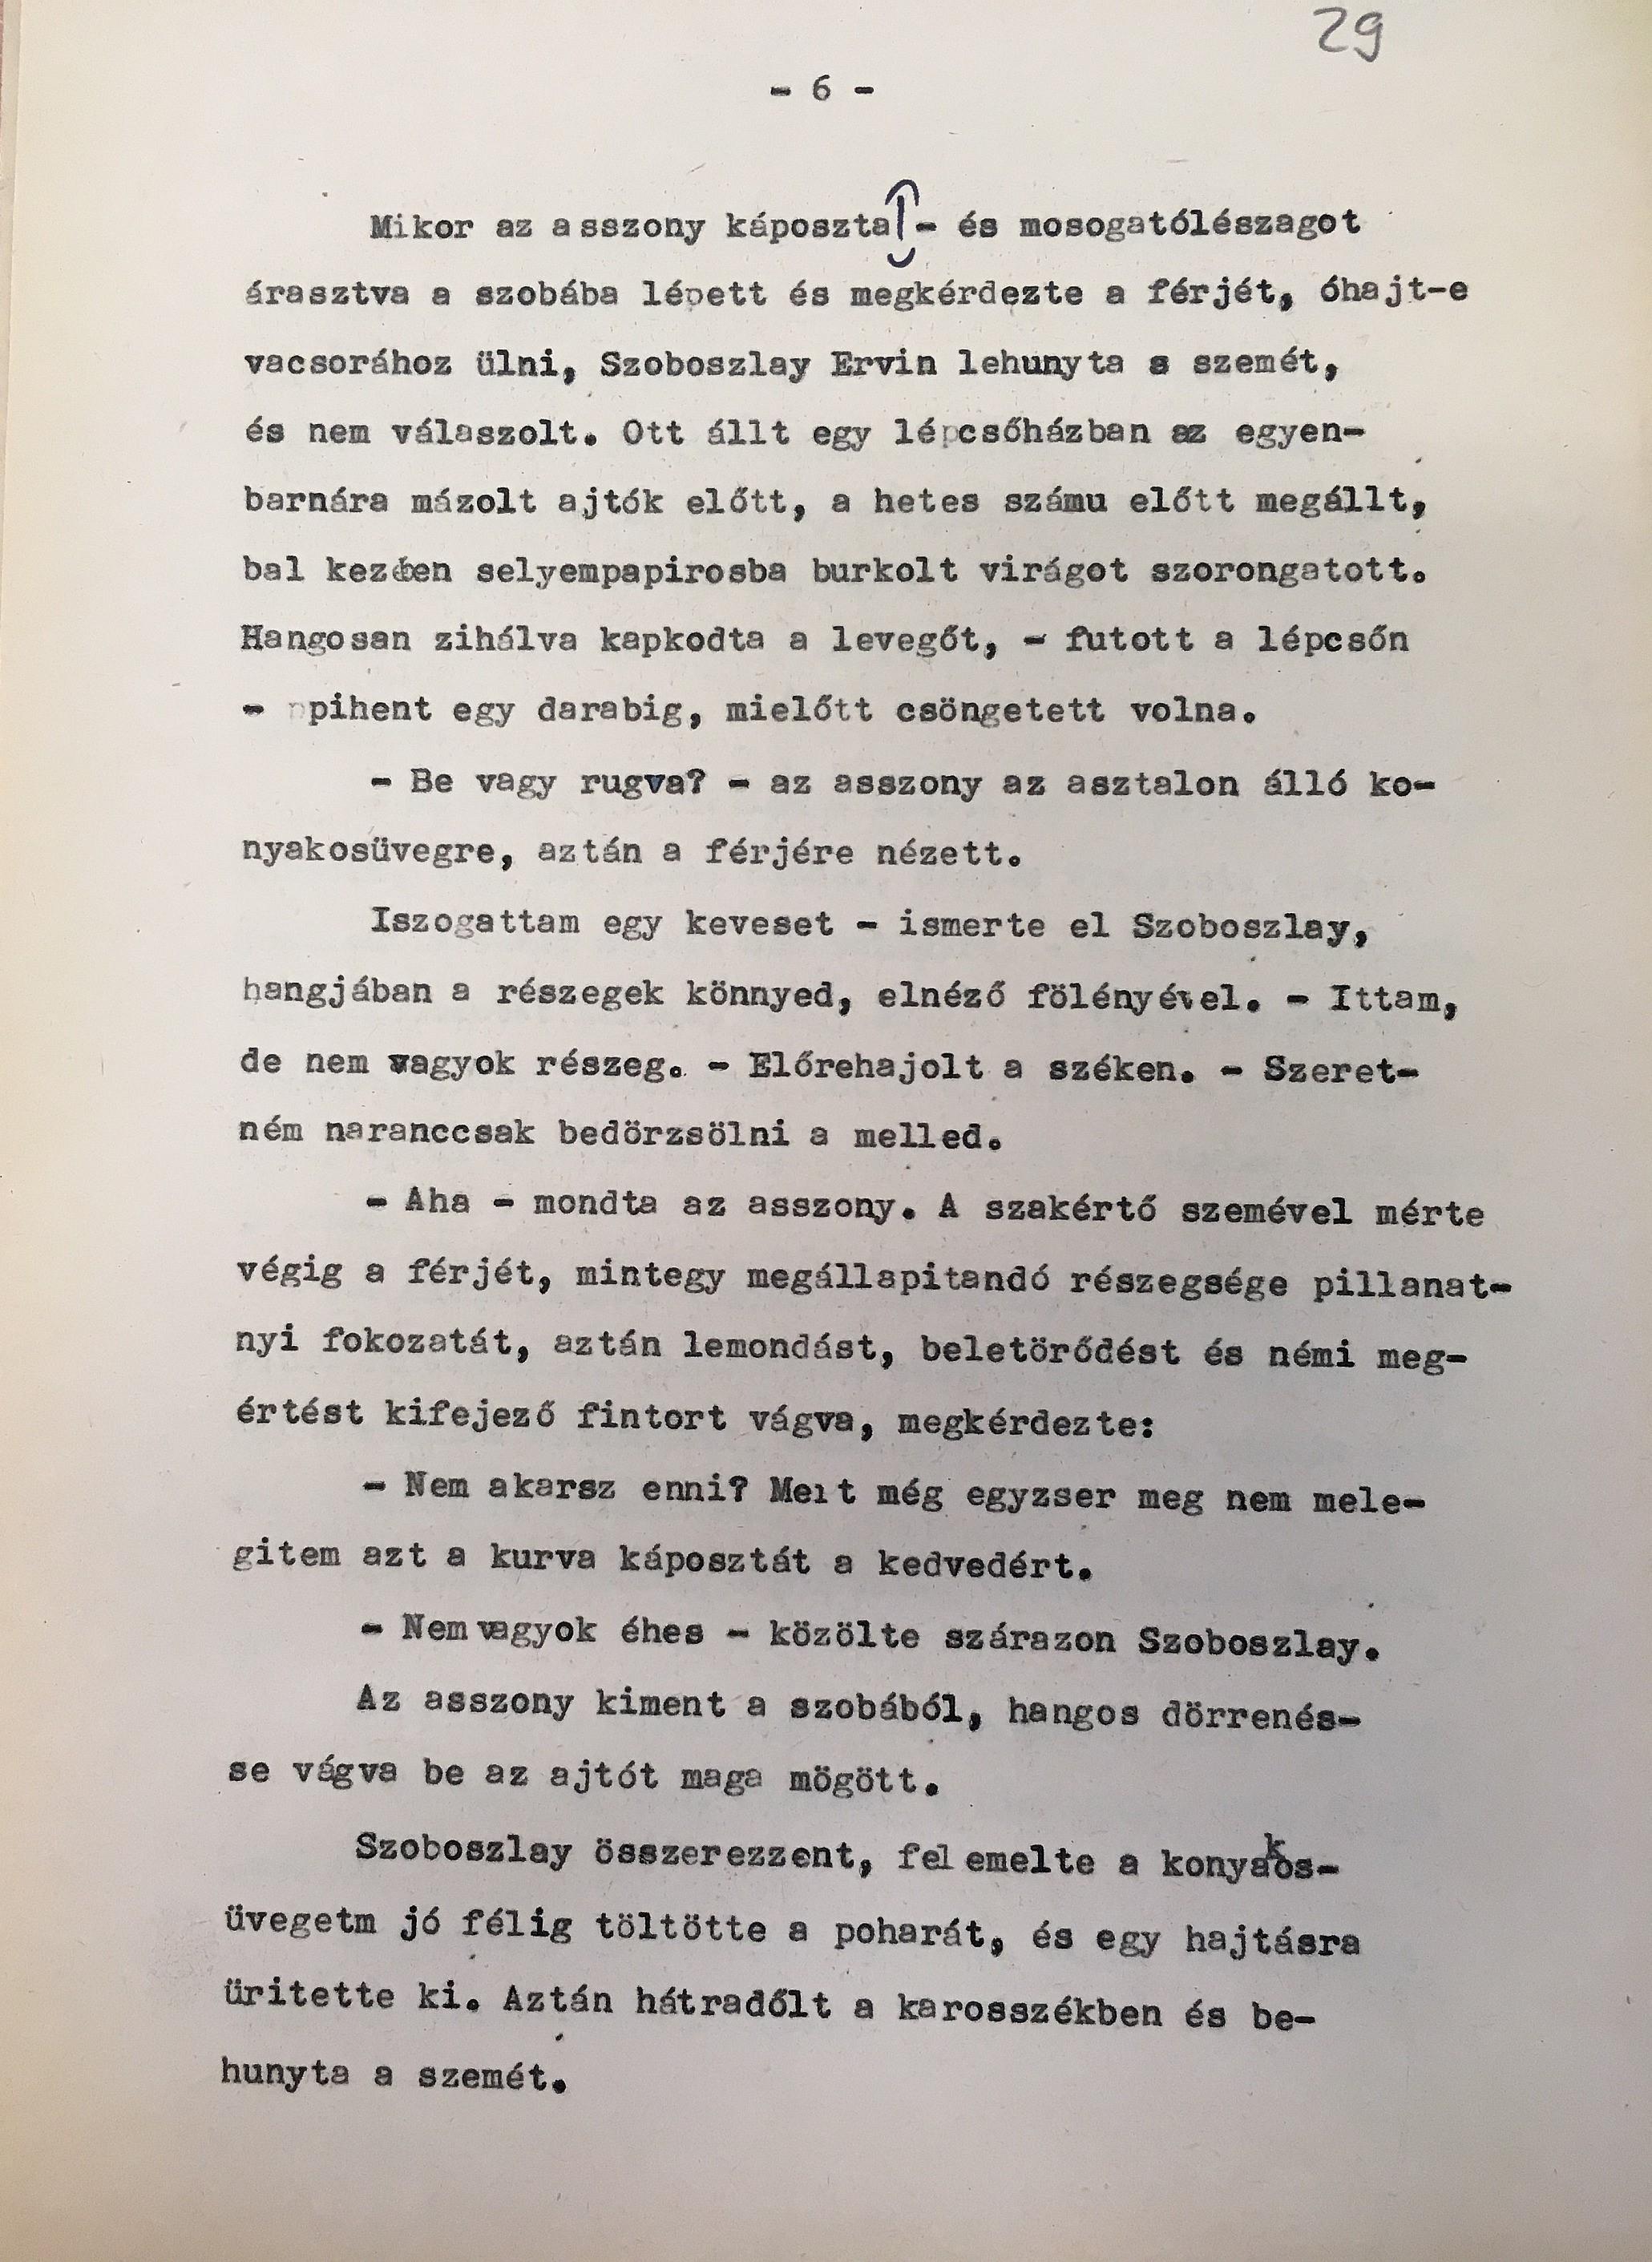 29
- 6 -
Mikor az asszony káposzta- és mosogatólészagot
árasztva a szobába lépett és megkérdezte a férjét, óhajt-e
vacsorához ülni, Szoboszlay Ervin lehunyta a szemét,
és nem válaszolt. Ott állt egy lépcsőházban az egyen-
barnára mázolt ajtók előtt, a hetes számu előtt megállt,
bal kezében selyempapirosba burkolt virágot szorongatott.
Hangosan zihálva kapkodta a levegőt, - futott a lépcsőn
- pihent egy darabig, mielőtt csöngetett volna.
- Be vagy rugva? - az asszony az asztalon álló ko-
nyakosüvegre, aztán a férjére nézett.
Iszogattam egy keveset - ismerte el Szoboszlay,
hangjában a részegek könnyed, elnéző fölényével. - Ittam,
de nem vagyok részeg. - Előrehajolt a széken. - Szeret-
ném naranccsak bedörzsölni a melled.
- Aha - mondta az asszony. A szakértő szemével mérte
végig a férjét, mintegy megállapitandó részegsége pillanat-
nyi fokozatát, aztán lemondást, beletörődést és némi meg-
értést kifejező fintort vágva, megkérdezte:
- Nem akarsz enni? Mert még egyzser meg nem mele-
gitem azt a kurva káposztát a kedvedért.
- Nem vagyok éhes - közölte szárazon Szoboszlay.
Az asszony kiment a szobából, hangos dörrenés-
se vágva be az ajtót maga mögött.
Szoboszlay összerezzent, felemelte a konyakos-
üvegetm jó félig töltötte a poharát, és egy hajtásra
üritette ki. Aztán hátradőlt a karosszékben és be-
hunyta a szemét.